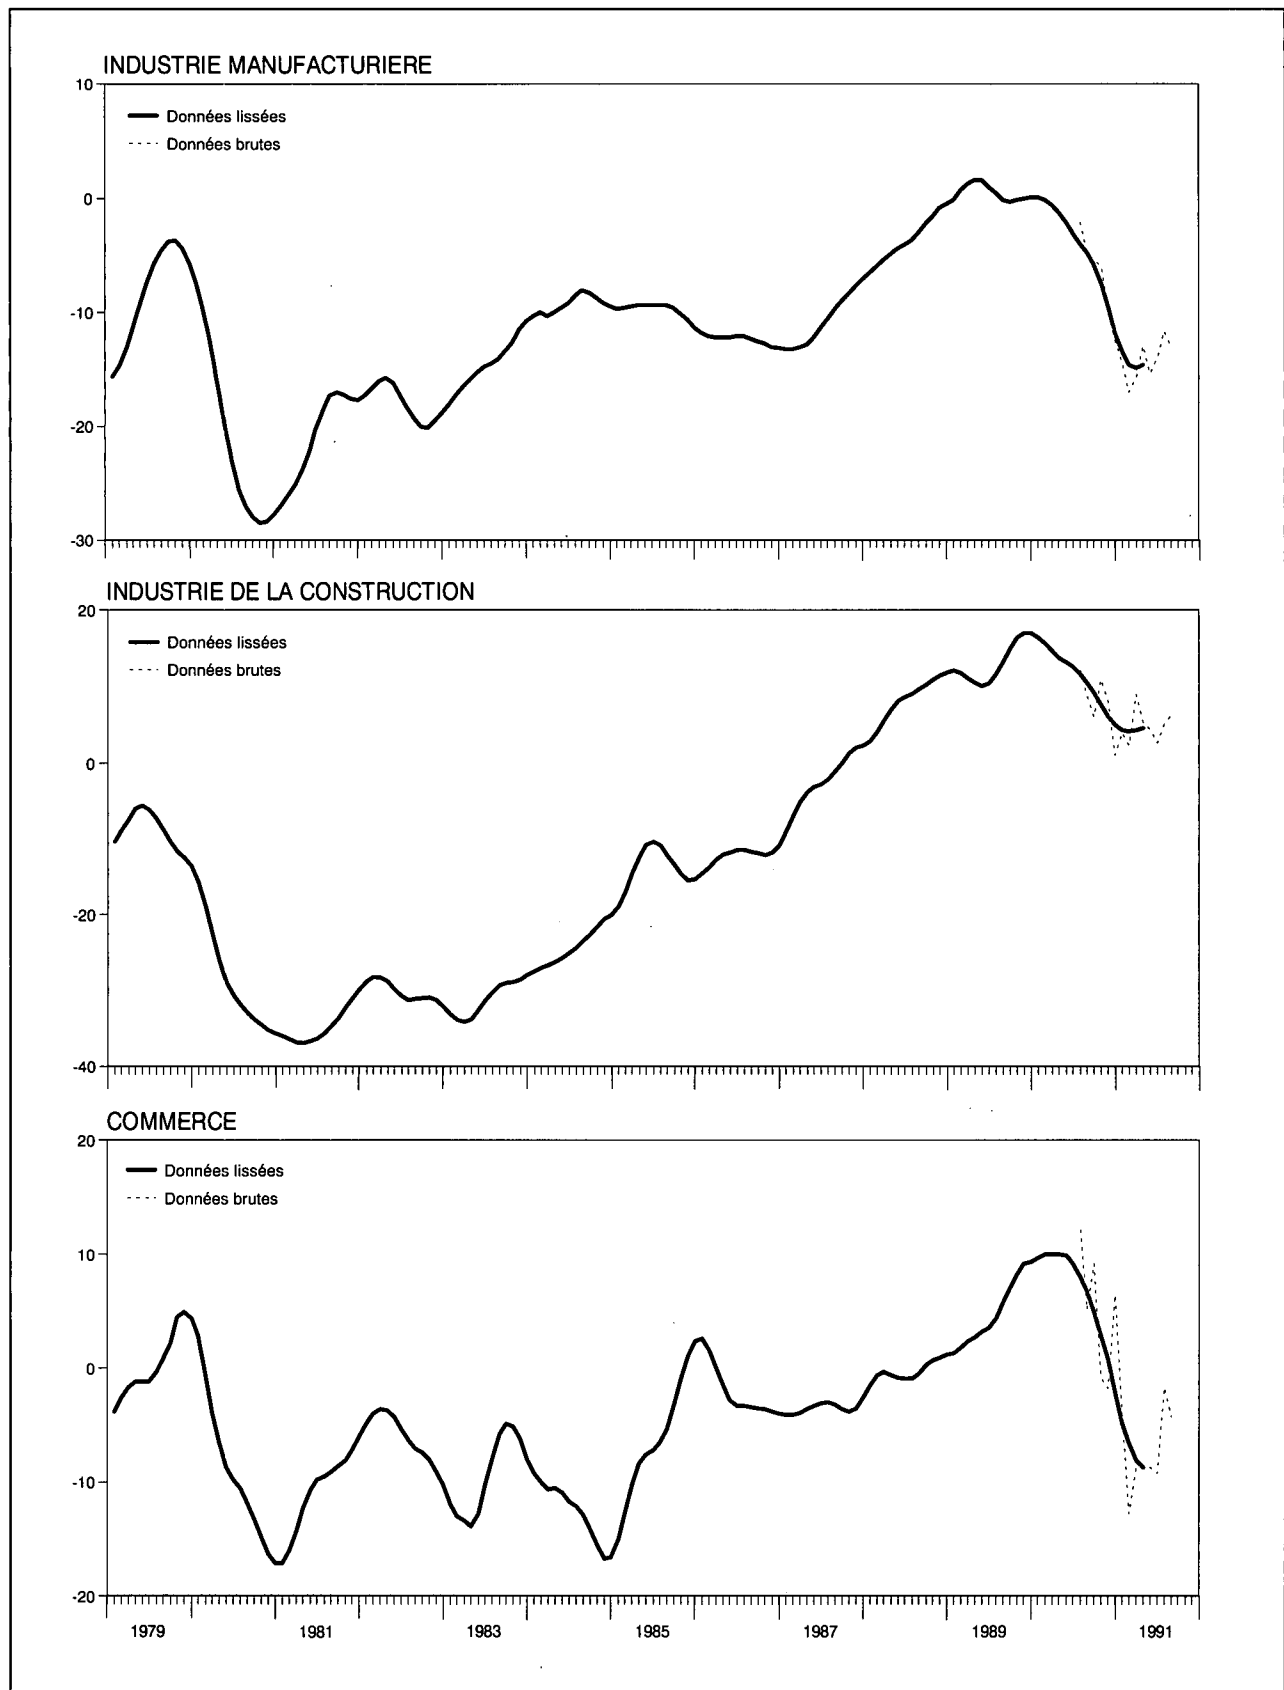 INDUSTRIE MANUFACTURIERE
10
Données lissées
Données brutes
0
-10
-20
-30
INDUSTRIE DE LA CONSTRUCTION
20
Données lissées
Données brutes
0
-20
-40
COMMERCE
20
Données lissées
Données brutes
10
0
-10
-20
1979 1981 1983 1985 1987 1989 1991